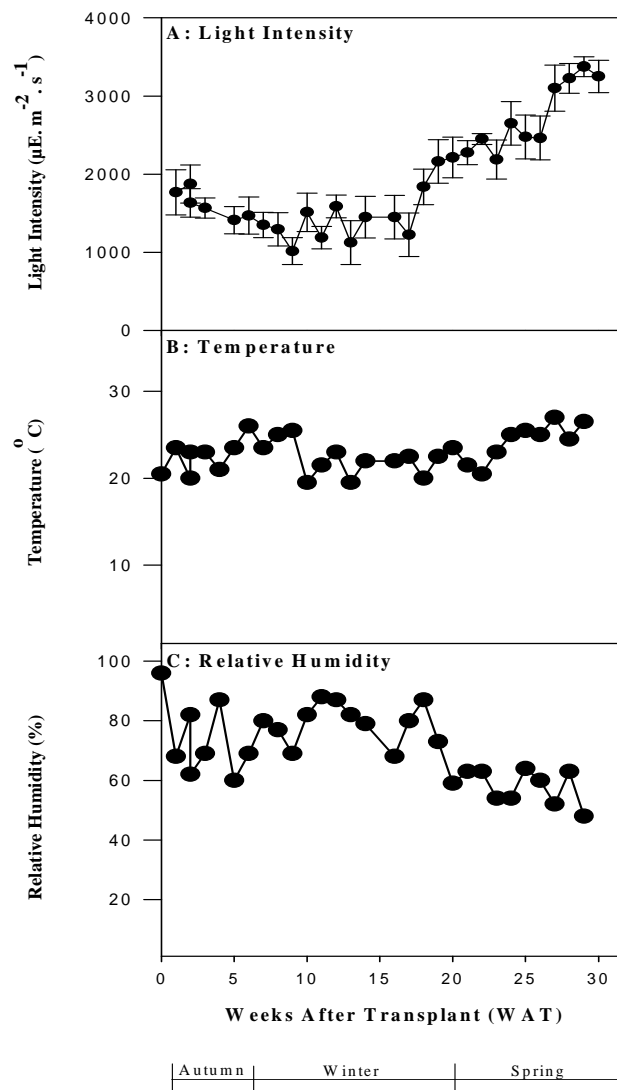 A: Light Intensity
4000
3000
2000
1000
0
Light Intensity (µE. m⁻² . s⁻¹)
B: Temperature
30
20
10
Temperature (°C)
C: Relative Humidity
100
80
60
40
20
Relative Humidity (%)
0 5 10 15 20 25 30
Weeks After Transplant (WAT)
Autumn Winter Spring